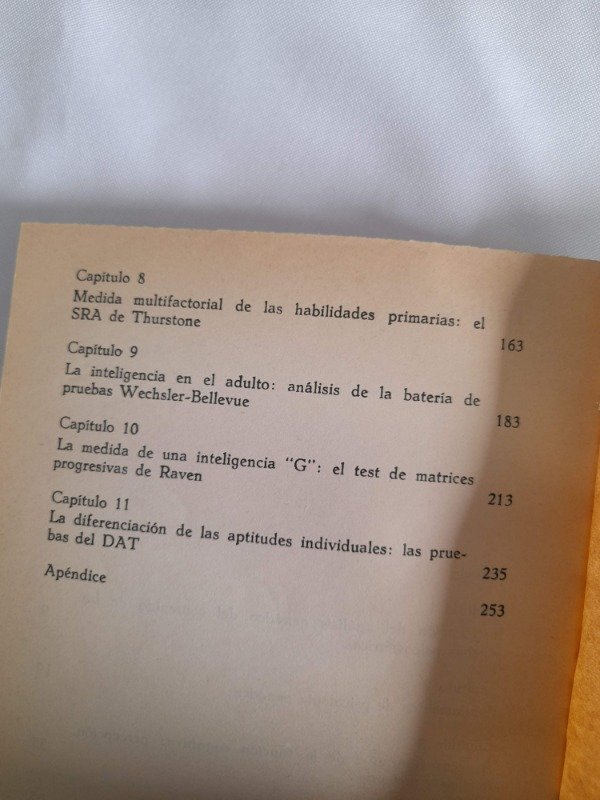 Capítulo 8
Medida multifactorial de las habilidades primarias: el
SRA de Thurstone
163
Capítulo 9
La inteligencia en el adulto: análisis de la batería de
pruebas Wechsler-Bellevue
183
Capítulo 10
La medida de una inteligencia "G": el test de matrices
progresivas de Raven
213
Capítulo 11
La diferenciación de las aptitudes individuales: las prue-
bas del DAT
235
Apéndice
253